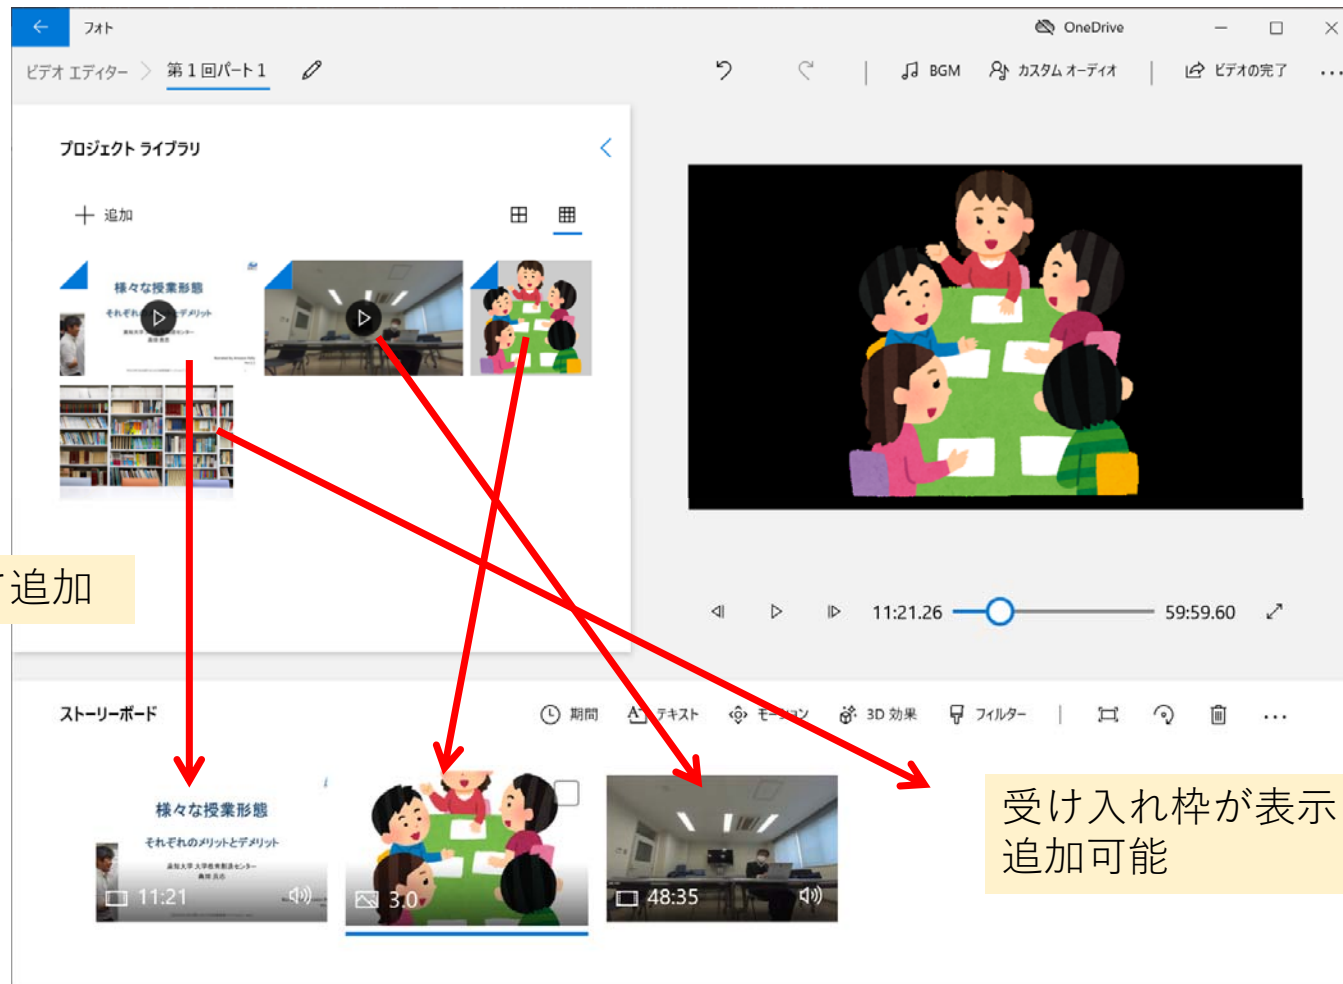 フォト
OneDrive
ビデオ エディター
第 1 回パート 1
BGM
カスタム オーディオ
ビデオの完了
プロジェクト ライブラリ
追加
様々な授業形態
て追加
11:21.26
59:59.60
ストーリーボード
期間
テキスト
モーション
3D 効果
フィルター
様々な授業形態
それぞれのメリットとデメリット
11:21
3.0
48:35
受け入れ枠が表示
追加可能